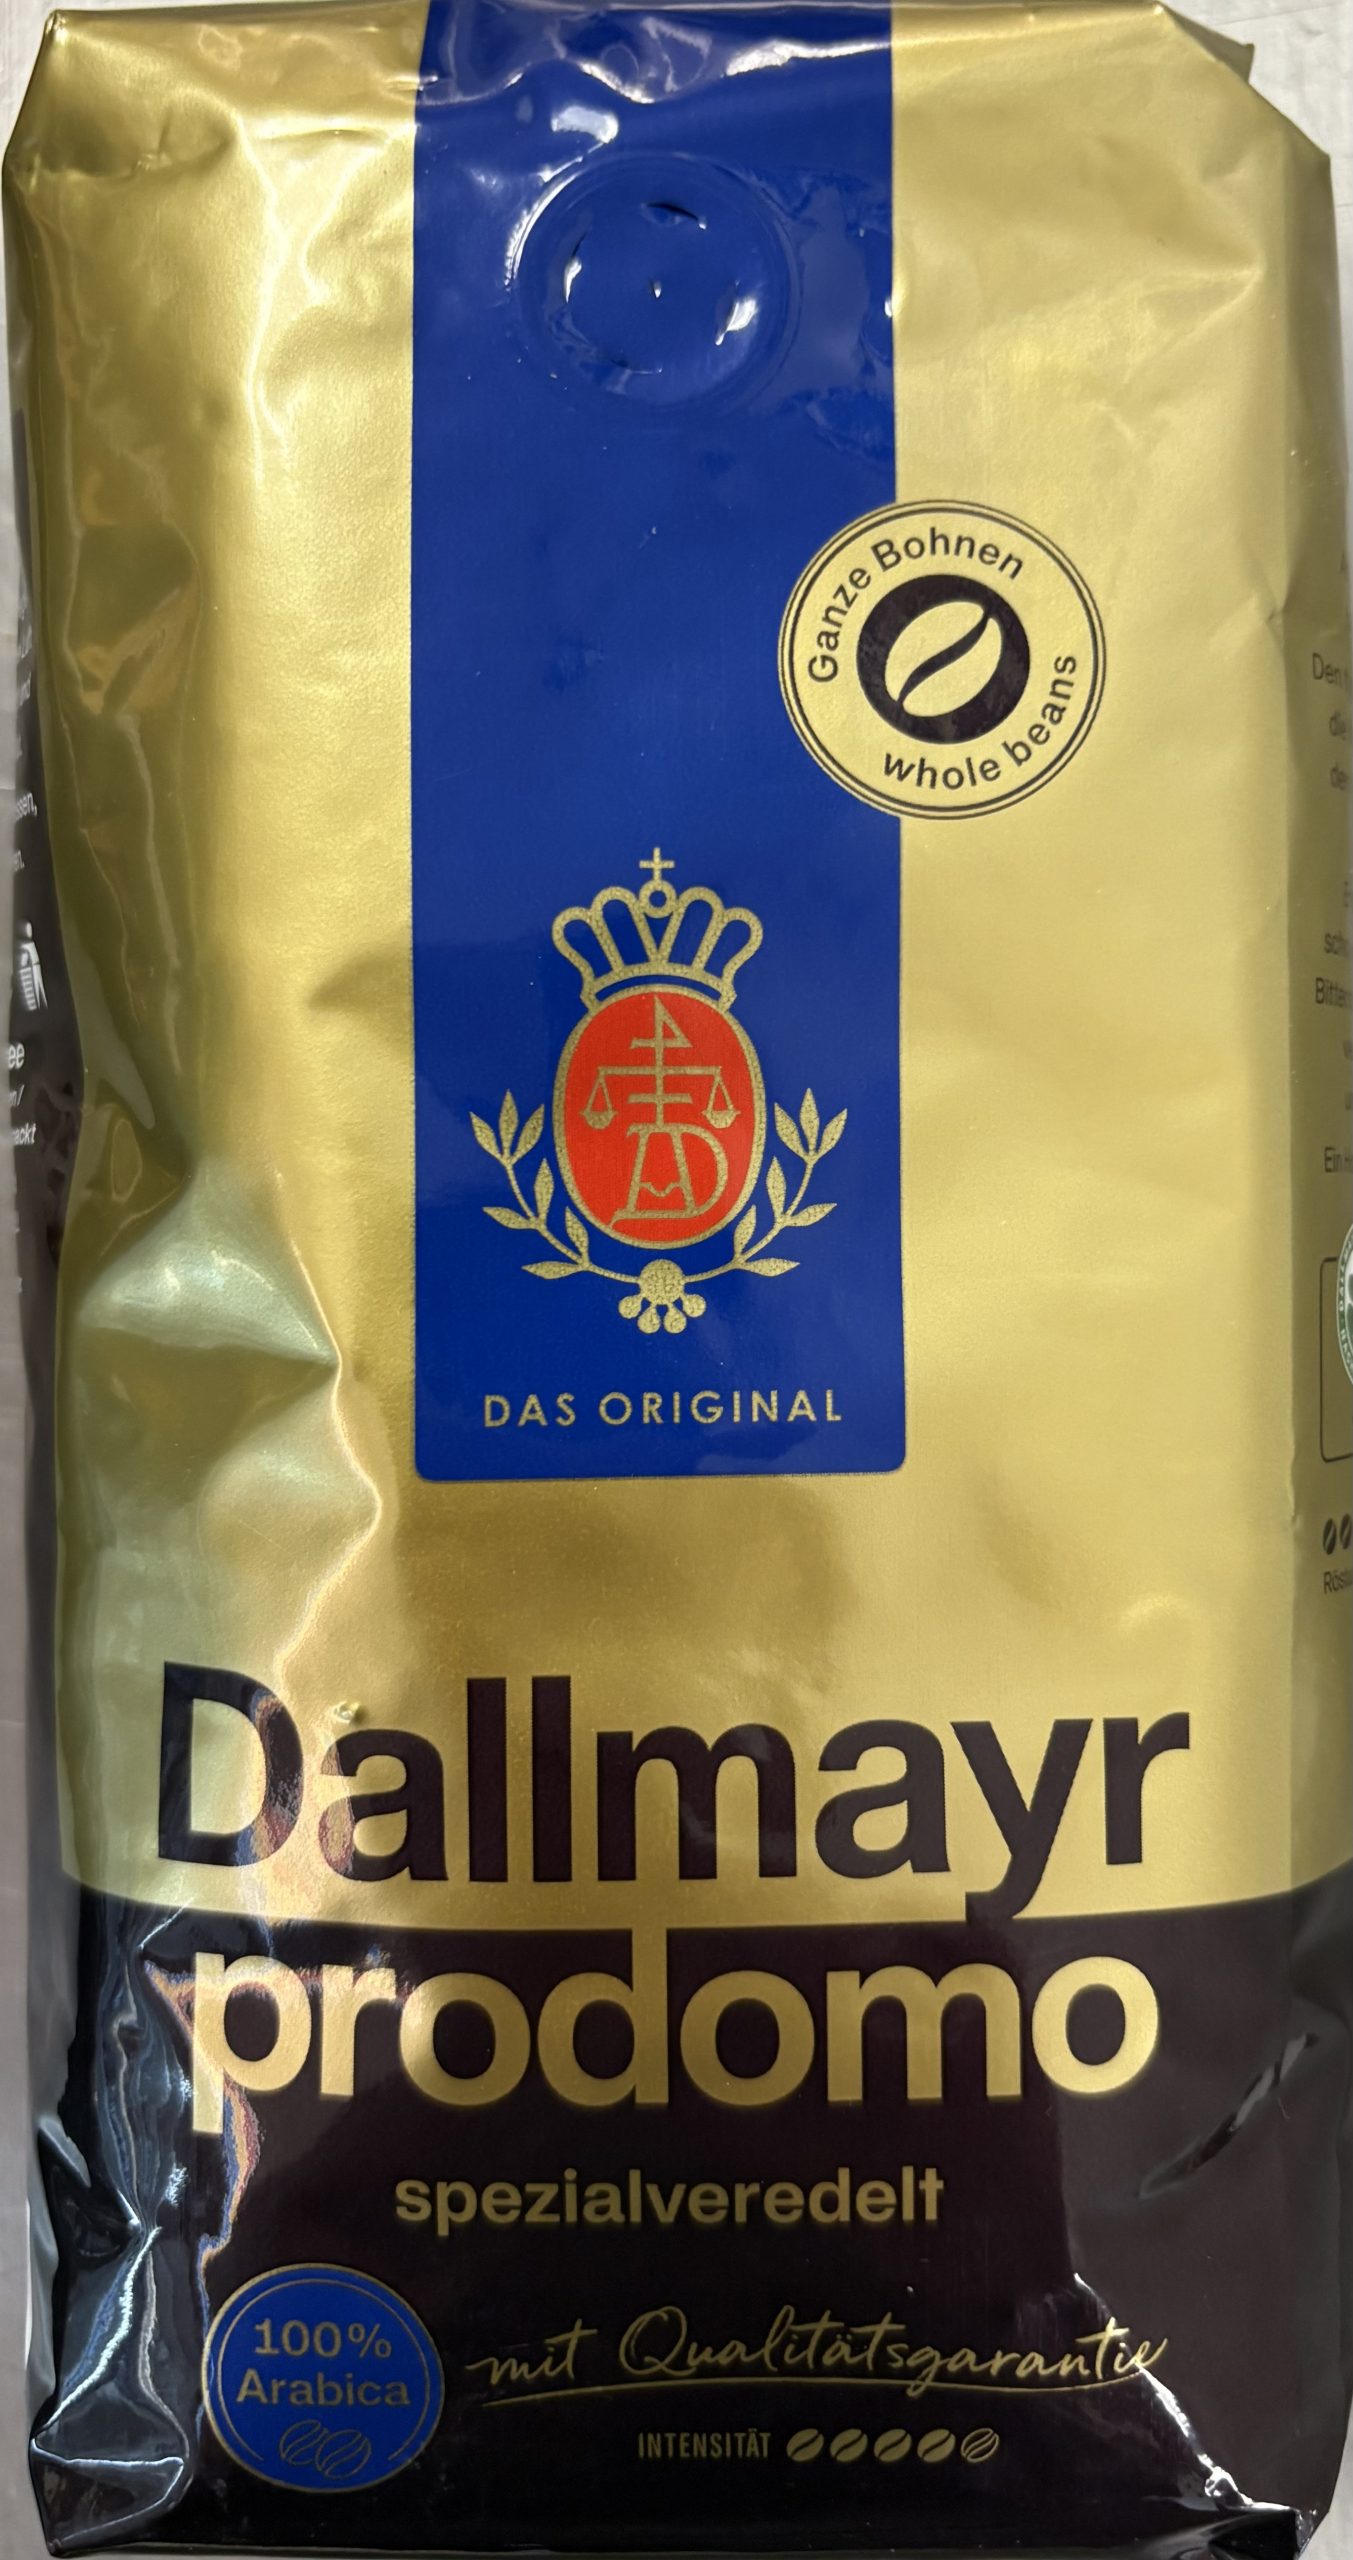 Ganze Bohnen
whole beans
DAS ORIGINAL
Dallmayr
prodomo
spezialveredelt
100%
Arabica
mit Qualitätsgarantie
INTENSITÄT